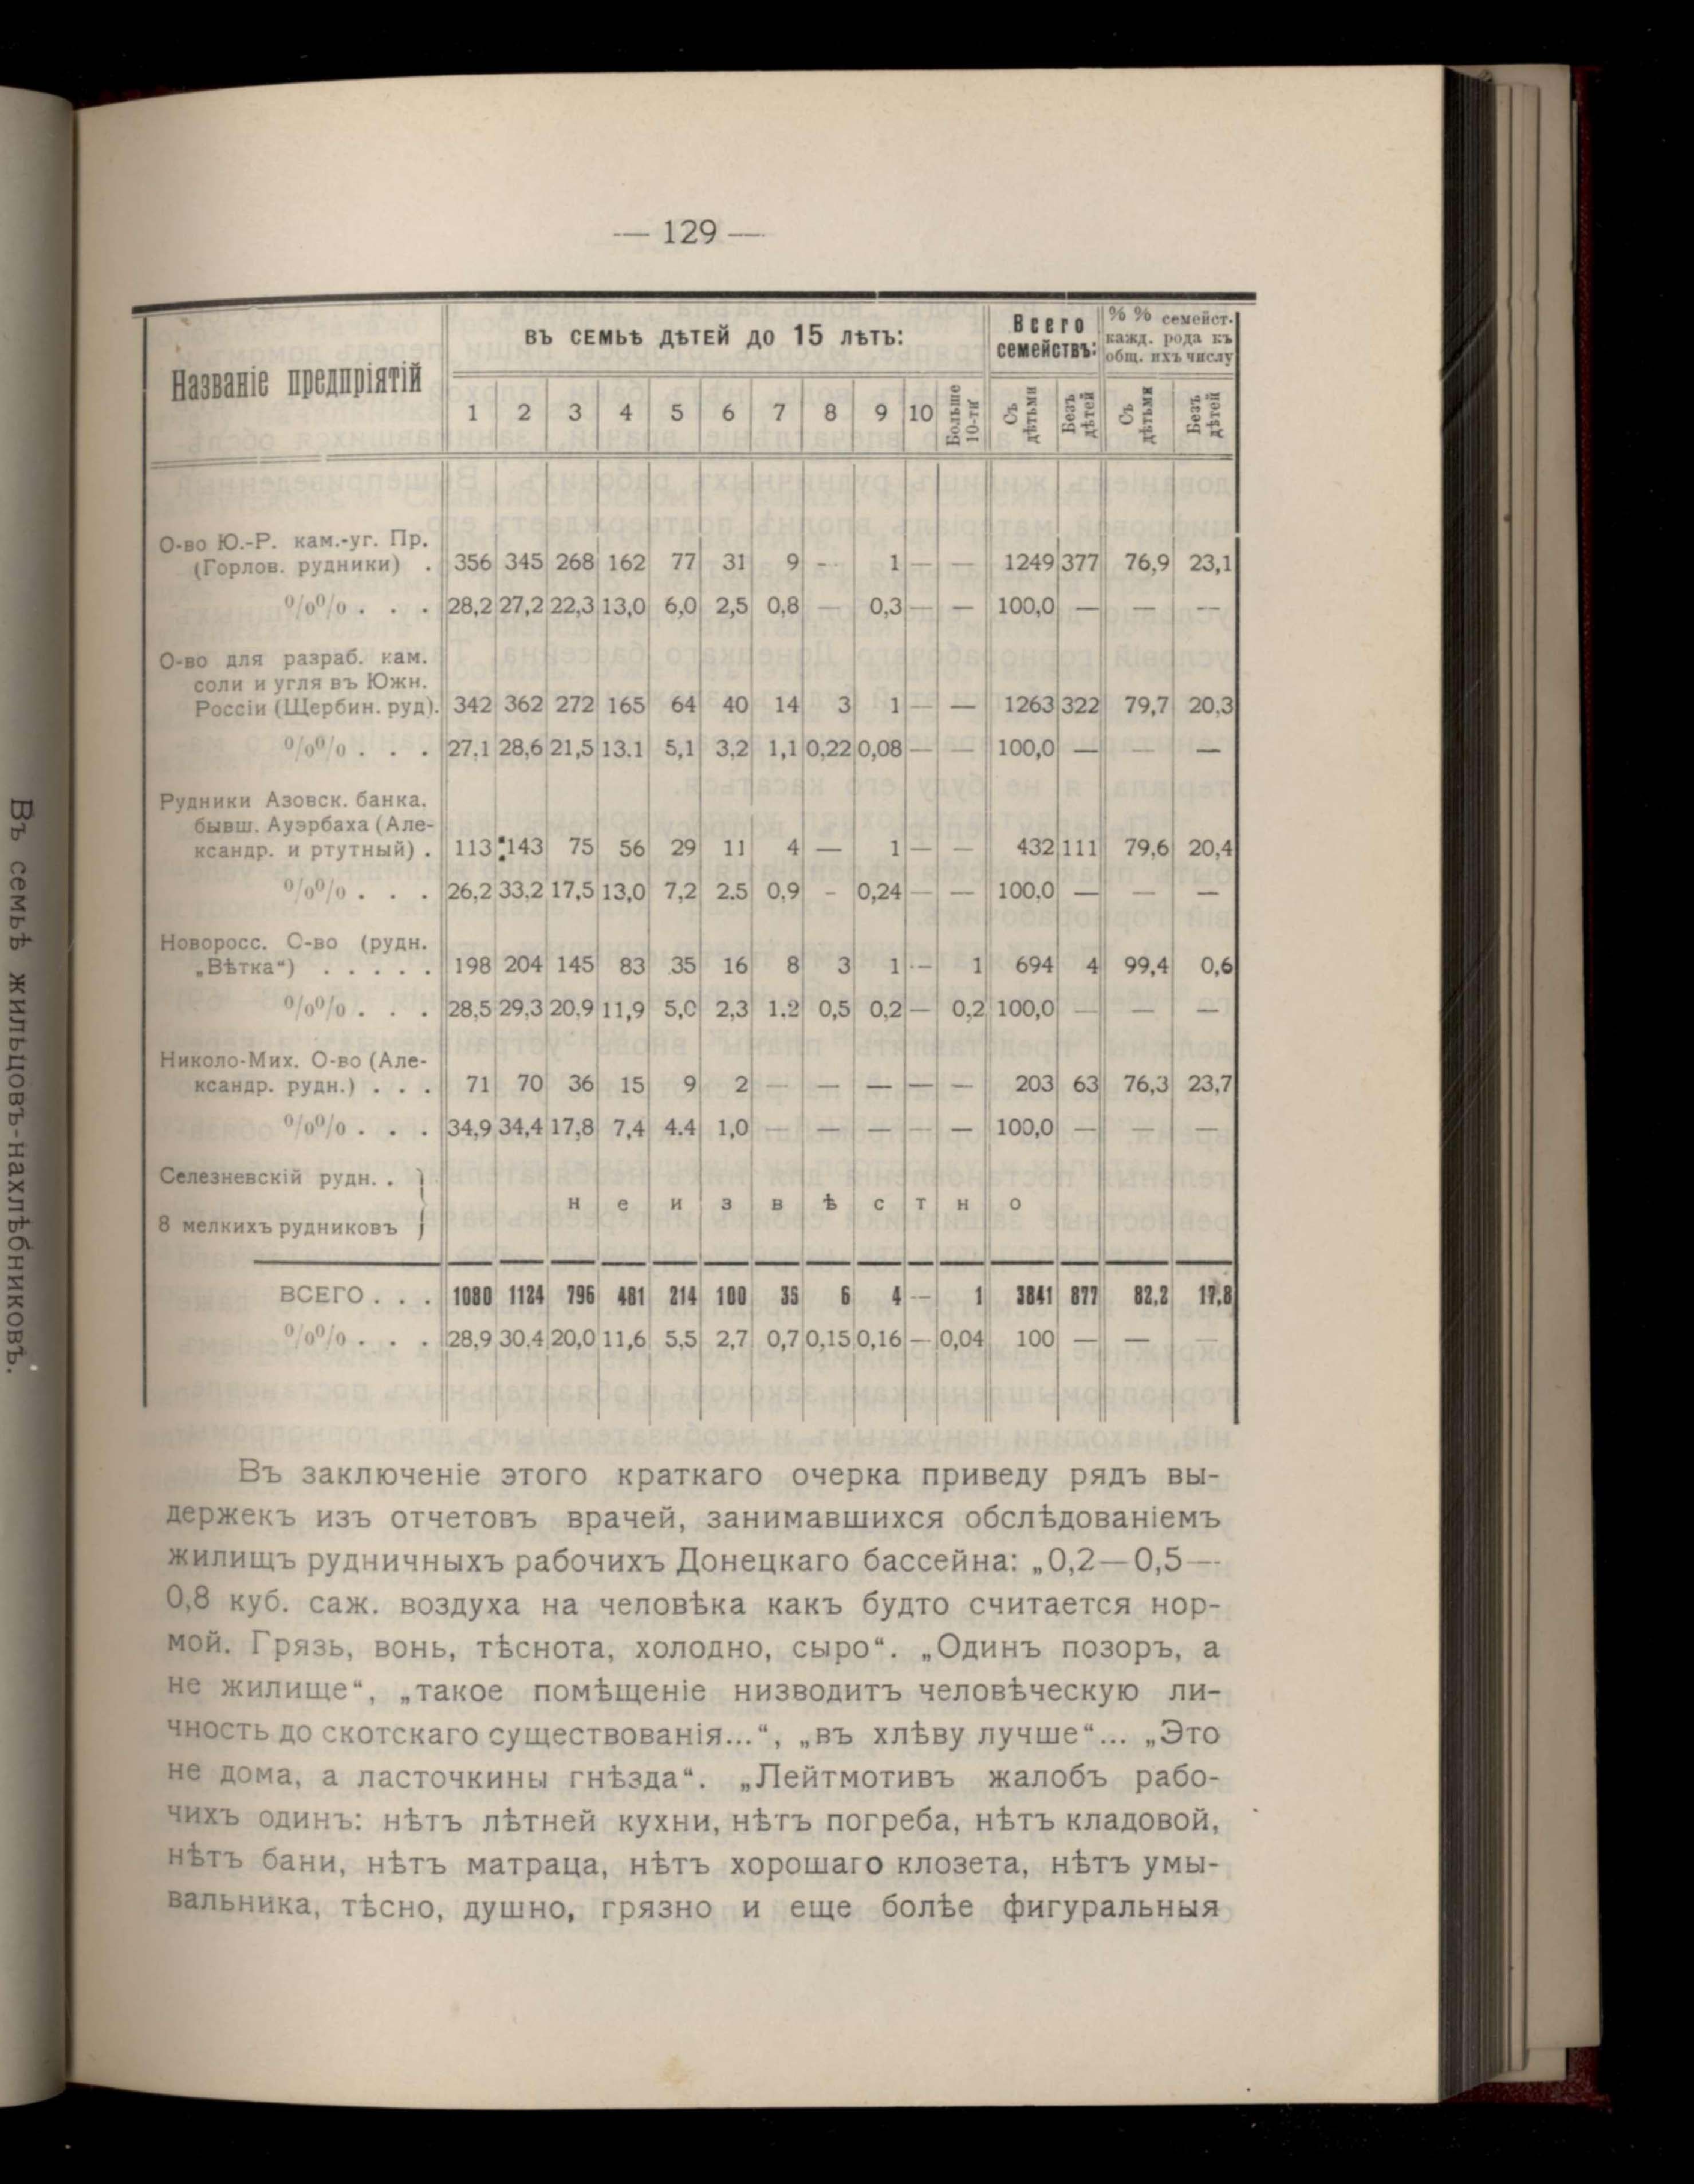 — 129 —
Названіе предпріятій
ВЪ СЕМЬѢ ДѢТЕЙ ДО 15 ЛѢТЪ:
Всего семействъ:
% % семейст. кажд. рода къ общ. ихъ числу
1 2 3 4 5 6 7 8 9 10 Больше 10-ти Съ дѣтьми Безъ дѣтей Съ дѣтьми Безъ дѣтей
О-во Ю.-Р. кам.-уг. Пр.
(Горлов. рудники) . 356 345 268 162 77 31 9 — 1 — — 1249 377 76,9 23,1
%% . . . 28,2 27,2 22,3 13,0 6,0 2,5 0,8 — 0,3 — — 100,0 — — —
О-во для разраб. кам.
соли и угля въ Южн.
Россіи (Щербин. руд). 342 362 272 165 64 40 14 3 1 — — 1263 322 79,7 20,3
%% . . . 27,1 28,6 21,5 13.1 5,1 3,2 1,1 0,22 0,08 — — 100,0 — — —
Рудники Азовск. банка.
бывш. Ауэрбаха (Але-
ксандр. и ртутный) . 113 143 75 56 29 11 4 — 1 — — 432 111 79,6 20,4
%% . . . 26,2 33,2 17,5 13,0 7,2 2.5 0,9 - 0,24 — — 100,0 — — —
Новоросс. О-во (рудн.
„Вѣтка“) . . . . . 198 204 145 83 35 16 8 3 1 — 1 694 4 99,4 0,6
%% . . . 28,5 29,3 20,9 11,9 5,0 2,3 1.2 0,5 0,2 — 0,2 100,0 — — —
Николо-Мих. О-во (Але-
ксандр. рудн.) . . . 71 70 36 15 9 2 — — — — — 203 63 76,3 23,7
%% . . . 34,9 34,4 17,8 7,4 4.4 1,0 — — — — — 100,0 — — —
Селезневскій рудн. .
неизвѣстно
8 мелкихъ рудниковъ
ВСЕГО . . . 1080 1124 796 481 214 100 35 6 4 — 1 3841 877 82,2 17,8
%% . . . 28,9 30.4 20,0 11,6 5,5 2,7 0,7 0,15 0,16 — 0,04 100 — — —
Въ заключеніе этого краткаго очерка приведу рядъ вы-
держекъ изъ отчетовъ врачей, занимавшихся обслѣдованіемъ
жилищъ рудничныхъ рабочихъ Донецкаго бассейна: „0,2—0,5—
0,8 куб. саж. воздуха на человѣка какъ будто считается нор-
мой. Грязь, вонь, тѣснота, холодно, сыро“. „Одинъ позоръ, а
не жилище“, „такое помѣщеніе низводитъ человѣческую ли-
чность до скотскаго существованія...“, „въ хлѣву лучше“... „Это
не дома, а ласточкины гнѣзда“. „Лейтмотивъ жалобъ рабо-
чихъ одинъ: нѣтъ лѣтней кухни, нѣтъ погреба, нѣтъ кладовой,
нѣтъ бани, нѣтъ матраца, нѣтъ хорошаго клозета, нѣтъ умы-
вальника, тѣсно, душно, грязно и еще болѣе фигуральныя
Въ семьѣ жильцовъ-нахлѣбниковъ.